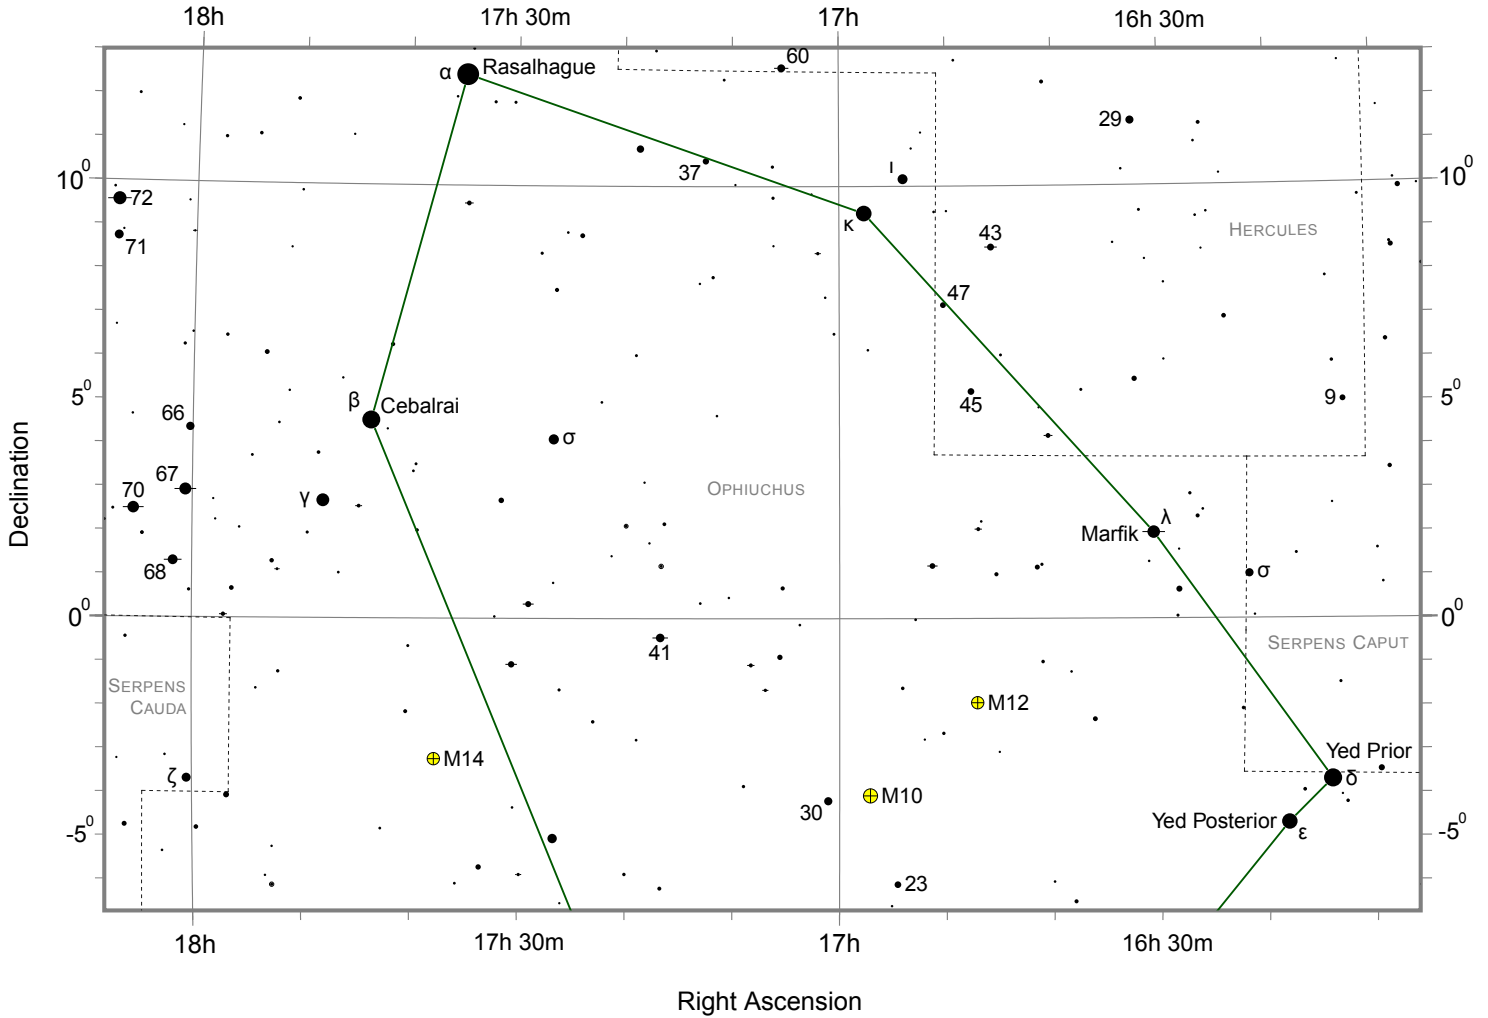 18h 17h 30m 17h 16h 30m
α Rasalhague
60
29
37
ι
10⁰ 10⁰
72
κ
HERCULES
43
71
47
β Cebalrai
5⁰ 5⁰
45
9
66
σ
67
70
γ
OPHIUCHUS
λ
Marfik
68
σ
0⁰ 0⁰
41
SERPENS CAPUT
SERPENS
CAUDA
M12
Yed Prior
M14
ζ
δ
M10
30
Yed Posterior
ε
-5⁰ -5⁰
23
18h 17h 30m 17h 16h 30m
Declination
Right Ascension